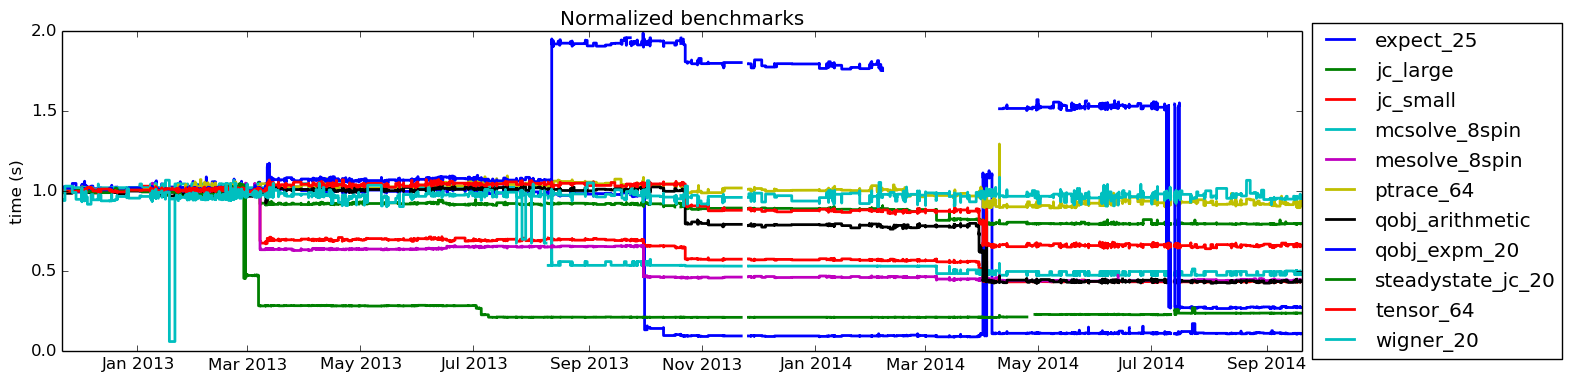 Normalized benchmarks
2.0
1.5
1.0
0.5
0.0
time (s)
Jan 2013
Mar 2013
May 2013
Jul 2013
Sep 2013
Nov 2013
Jan 2014
Mar 2014
May 2014
Jul 2014
Sep 2014
expect_25
jc_large
jc_small
mcsolve_8spin
mesolve_8spin
ptrace_64
qobj_arithmetic
qobj_expm_20
steadystate_jc_20
tensor_64
wigner_20